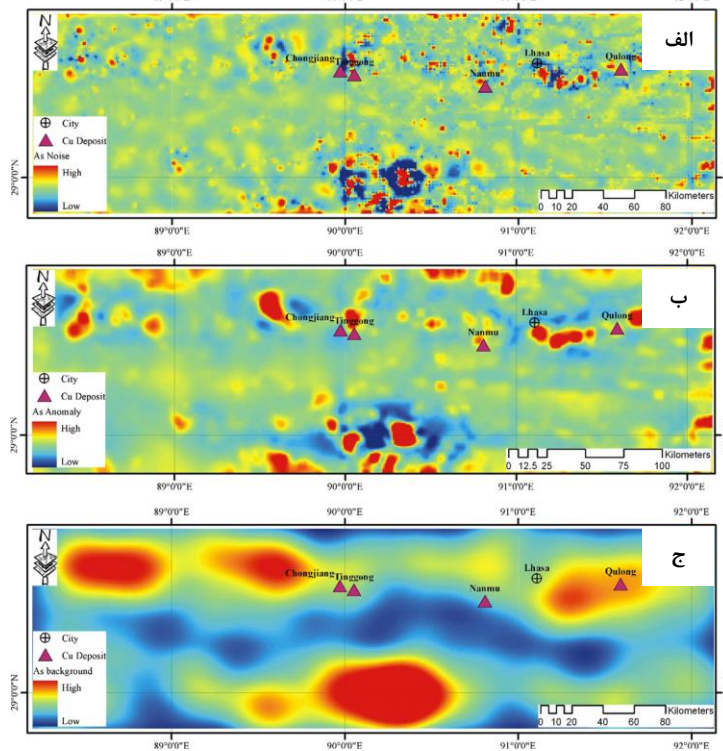 الف
N
Chongjiang
Tinggong
Nanmu
Lhasa
Qulong
City
Cu Deposit
As Noise
High
Low
29°0'0"N
Kilometers
0 10 20 40 60 80
89°0'0"E 90°0'0"E 91°0'0"E 92°0'0"E
ب
N
Chongjiang
Tinggong
Nanmu
Lhasa
Qulong
City
Cu Deposit
As Anomaly
High
Low
29°0'0"N
Kilometers
0 12.5 25 50 75 100
89°0'0"E 90°0'0"E 91°0'0"E 92°0'0"E
ج
N
Chongjiang
Tinggong
Nanmu
Lhasa
Qulong
City
Cu Deposit
As background
High
Low
29°0'0"N
Kilometers
0 10 20 40 60 80
89°0'0"E 90°0'0"E 91°0'0"E 92°0'0"E